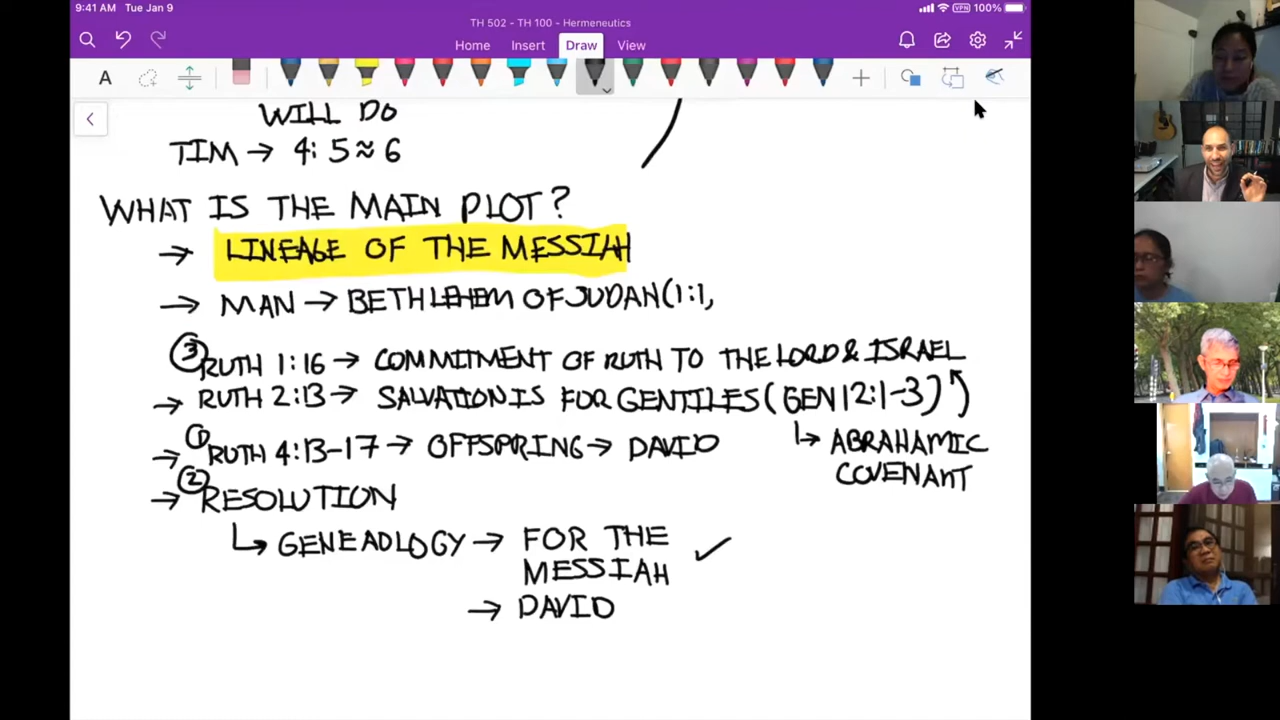 9:41 AM Tue Jan 9
VPN 100%
TH 502 - TH 100 - Hermeneutics
Home Insert Draw View
A
WILL DO
TIM → 4: 5 ≈ 6
WHAT IS THE MAIN PLOT?
→ LINEAGE OF THE MESSIAH
→ MAN → BETHLEHEM OF JUDAH (1:1,
③ RUTH 1:16 → COMMITMENT OF RUTH TO THE LORD & ISRAEL
→ RUTH 2:13 → SALVATION IS FOR GENTILES (GEN 12:1-3)
① → RUTH 4:13-17 → OFFSPRING → DAVID
↳ ABRAHAMIC
COVENANT
② → RESOLUTION
↳ GENEADLOGY → FOR THE
MESSIAH ✓
→ DAVID